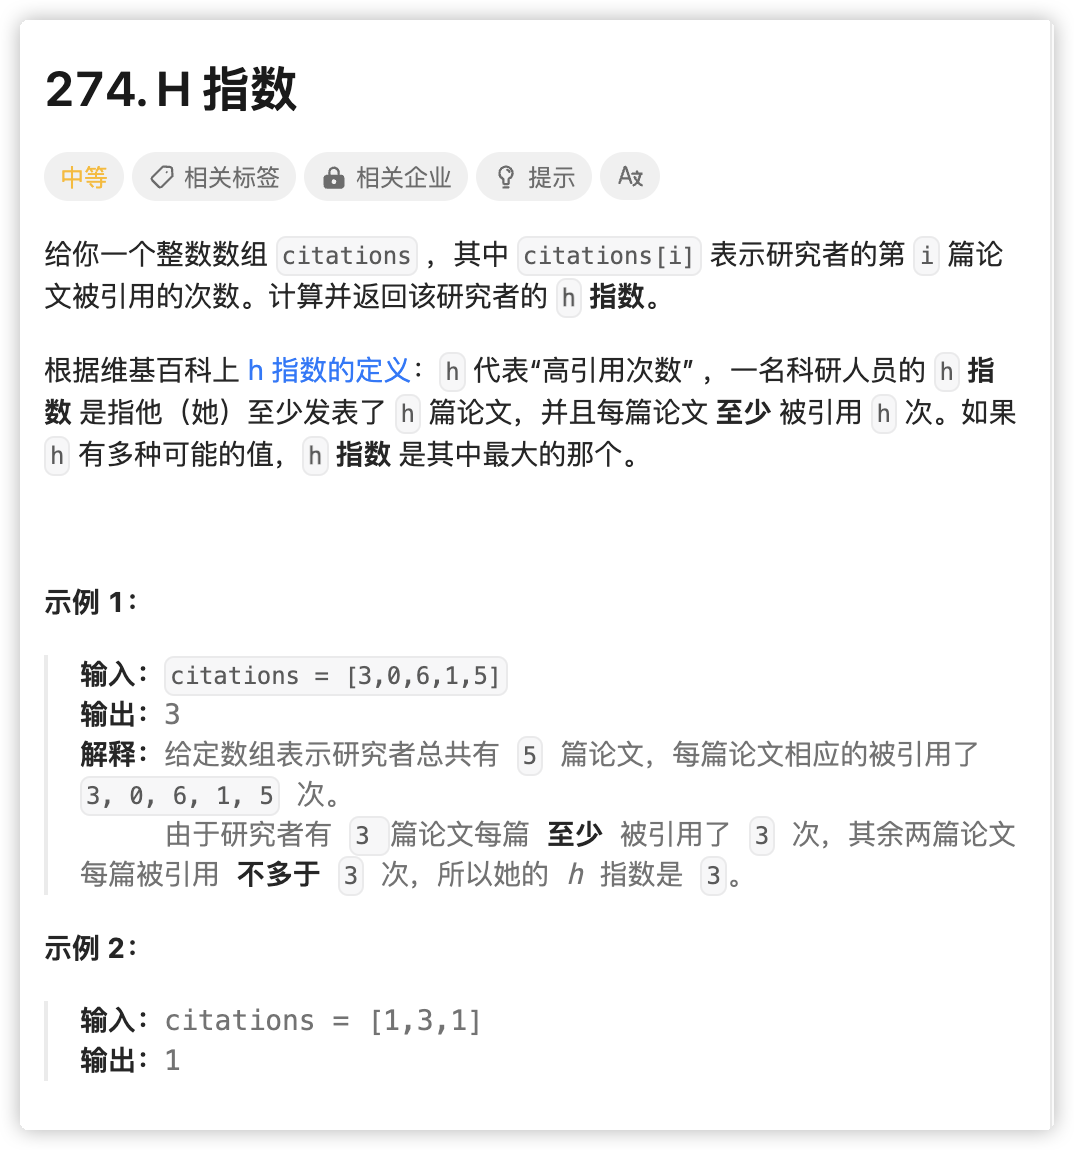 274. H 指数
中等 相关标签 相关企业 提示
给你一个整数数组 citations ，其中 citations[i] 表示研究者的第 i 篇论
文被引用的次数。计算并返回该研究者的 h 指数。
根据维基百科上 h 指数的定义：h 代表“高引用次数” ，一名科研人员的 h 指
数 是指他（她）至少发表了 h 篇论文，并且每篇论文 至少 被引用 h 次。如果
h 有多种可能的值，h 指数 是其中最大的那个。
示例 1：
输入：citations = [3,0,6,1,5]
输出：3
解释：给定数组表示研究者总共有 5 篇论文，每篇论文相应的被引用了
3, 0, 6, 1, 5 次。
由于研究者有 3 篇论文每篇 至少 被引用了 3 次，其余两篇论文
每篇被引用 不多于 3 次，所以她的 h 指数是 3。
示例 2：
输入：citations = [1,3,1]
输出：1